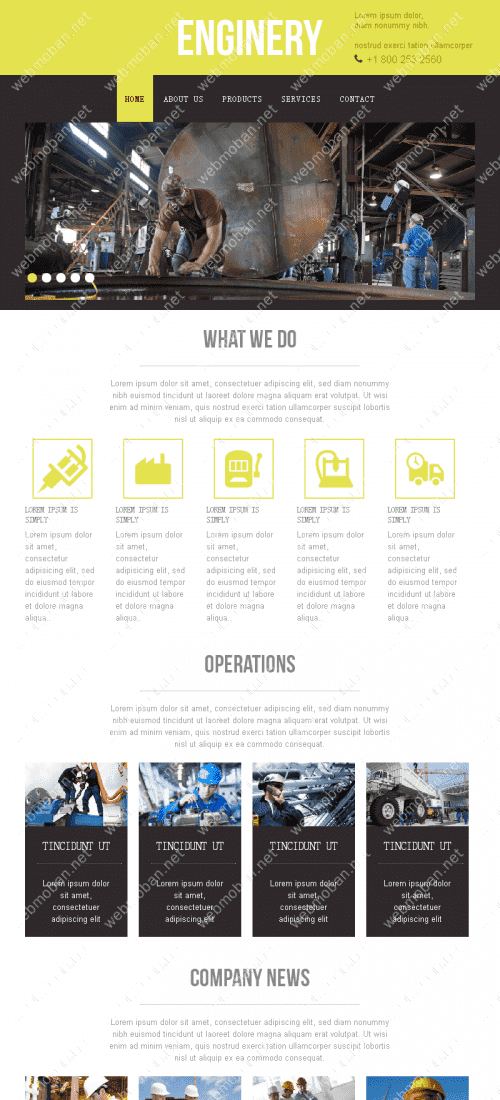 ENGINERY
Lorem ipsum dolor,
diam nonummy nibh
nostrud exerci tation ullamcorper
+1 800 253 2560
HOME ABOUT US PRODUCTS SERVICES CONTACT
WHAT WE DO
Lorem ipsum dolor sit amet, consectetuer adipiscing elit, sed diam nonummy
nibh euismod tincidunt ut laoreet dolore magna aliquam erat volutpat. Ut wisi
enim ad minim veniam, quis nostrud exerci tation ullamcorper suscipit lobortis
nisl ut aliquip ex ea commodo consequat.
LOREM IPSUM IS
SIMPLY
Lorem ipsum dolor
sit amet,
consectetur
adipisicing elit, sed
do eiusmod tempor
incididunt ut labore
et dolore magna
aliqua..
LOREM IPSUM IS
SIMPLY
Lorem ipsum dolor
sit amet,
consectetur
adipisicing elit, sed
do eiusmod tempor
incididunt ut labore
et dolore magna
aliqua..
LOREM IPSUM IS
SIMPLY
Lorem ipsum dolor
sit amet,
consectetur
adipisicing elit, sed
do eiusmod tempor
incididunt ut labore
et dolore magna
aliqua..
LOREM IPSUM IS
SIMPLY
Lorem ipsum dolor
sit amet,
consectetur
adipisicing elit, sed
do eiusmod tempor
incididunt ut labore
et dolore magna
aliqua..
LOREM IPSUM IS
SIMPLY
Lorem ipsum dolor
sit amet,
consectetur
adipisicing elit, sed
do eiusmod tempor
incididunt ut labore
et dolore magna
aliqua..
OPERATIONS
Lorem ipsum dolor sit amet, consectetuer adipiscing elit, sed diam nonummy
nibh euismod tincidunt ut laoreet dolore magna aliquam erat volutpat. Ut wisi
enim ad minim veniam, quis nostrud exerci tation ullamcorper suscipit lobortis
nisl ut aliquip ex ea commodo consequat.
TINCIDUNT UT
Lorem ipsum dolor
sit amet,
consectetuer
adipiscing elit
TINCIDUNT UT
Lorem ipsum dolor
sit amet,
consectetuer
adipiscing elit
TINCIDUNT UT
Lorem ipsum dolor
sit amet,
consectetuer
adipiscing elit
TINCIDUNT UT
Lorem ipsum dolor
sit amet,
consectetuer
adipiscing elit
COMPANY NEWS
Lorem ipsum dolor sit amet, consectetuer adipiscing elit, sed diam nonummy
nibh euismod tincidunt ut laoreet dolore magna aliquam erat volutpat. Ut wisi
enim ad minim veniam, quis nostrud exerci tation ullamcorper suscipit lobortis
nisl ut aliquip ex ea commodo consequat.
webmoban.net